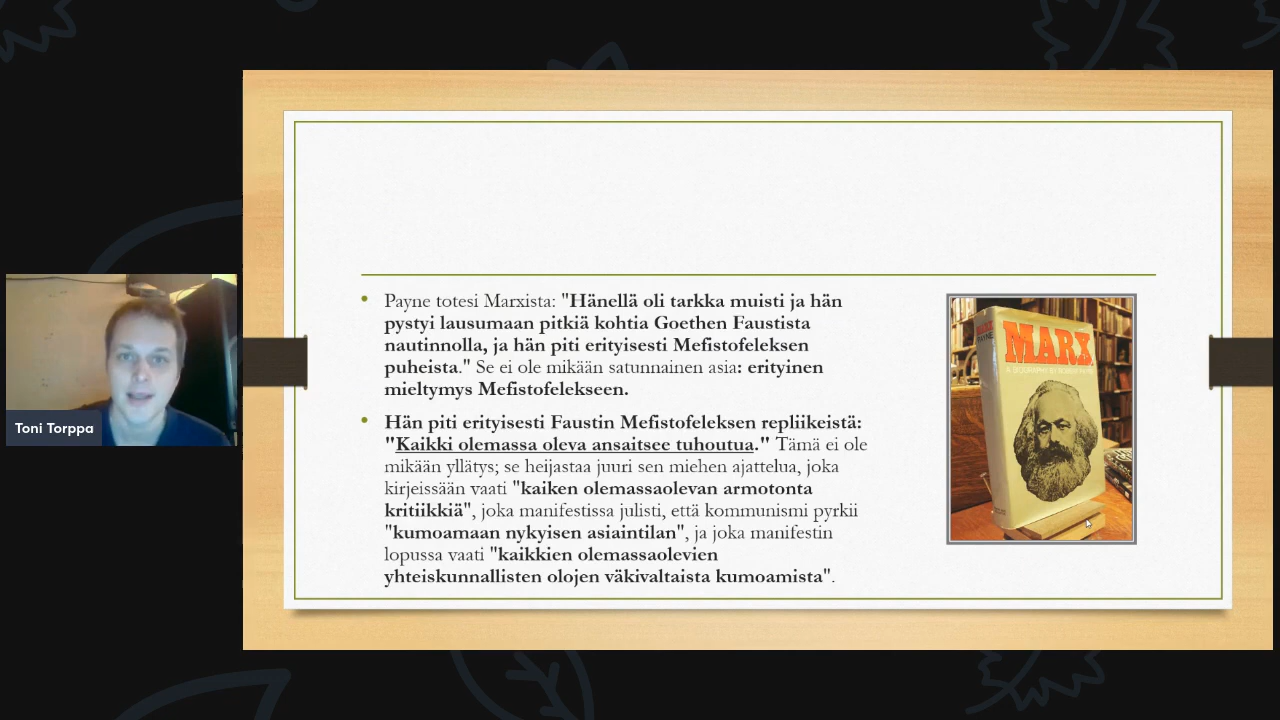 Payne totesi Marxista: "Hänellä oli tarkka muisti ja hän
pystyi lausumaan pitkiä kohtia Goethen Faustista
nautinnolla, ja hän piti erityisesti Mefistofeleksen
puheista." Se ei ole mikään satunnainen asia: erityinen
mieltymys Mefistofelekseen.
Hän piti erityisesti Faustin Mefistofeleksen repliikeistä:
"Kaikki olemassa oleva ansaitsee tuhoutua." Tämä ei ole
mikään yllätys; se heijastaa juuri sen miehen ajattelua, joka
kirjeissään vaati "kaiken olemassaolevan armotonta
kritiikkiä", joka manifestissa julisti, että kommunismi pyrkii
"kumoamaan nykyisen asiaintilan", ja joka manifestin
lopussa vaati "kaikkien olemassaolevien
yhteiskunnallisten olojen väkivaltaista kumoamista".
MARX
A BIOGRAPHY BY ROBERT PAYNE
Toni Torppa